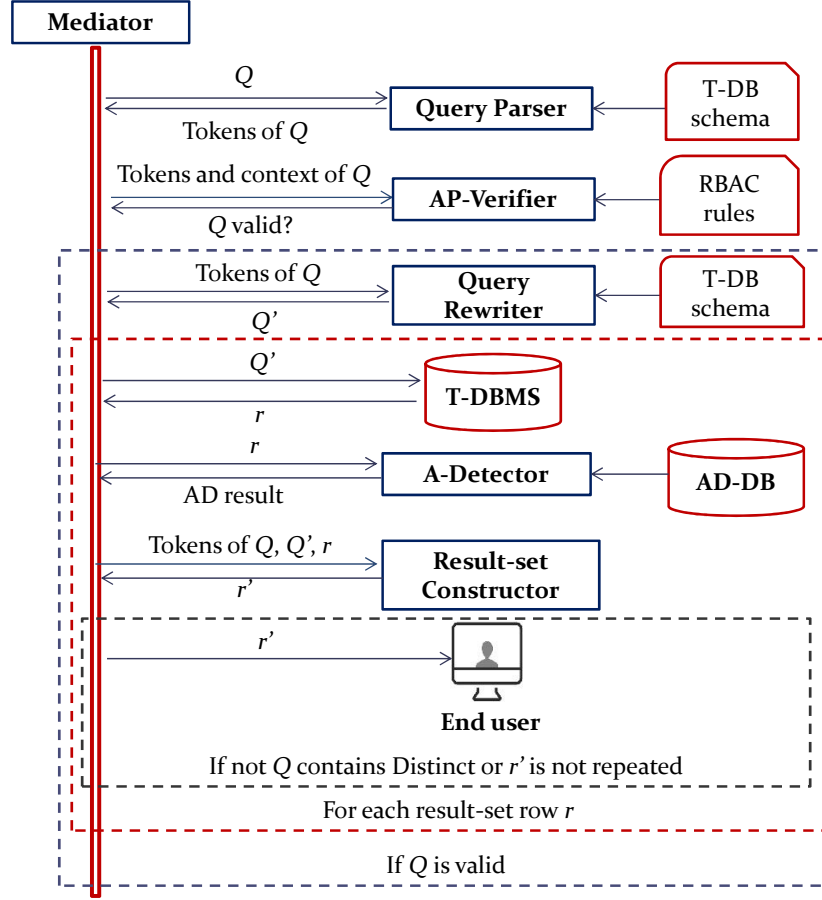 Mediator
Q
Query Parser
Tokens of Q
T-DB
schema
Tokens and context of Q
AP-Verifier
Q valid?
RBAC
rules
Tokens of Q
Query
Rewriter
Q’
T-DB
schema
Q’
T-DBMS
r
r
A-Detector
AD result
AD-DB
Tokens of Q, Q’, r
Result-set
Constructor
r’
r’
End user
If not Q contains Distinct or r’ is not repeated
For each result-set row r
If Q is valid